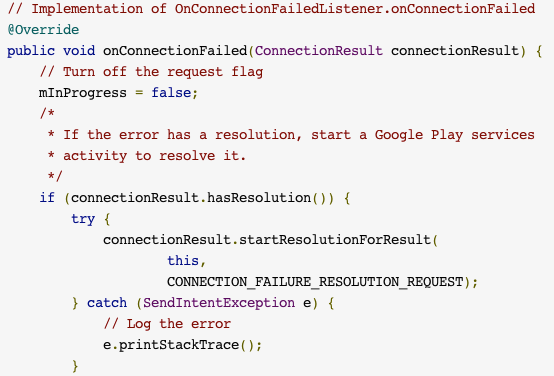 // Implementation of OnConnectionFailedListener.onConnectionFailed
@Override
public void onConnectionFailed(ConnectionResult connectionResult) {
    // Turn off the request flag
    mInProgress = false;
    /*
     * If the error has a resolution, start a Google Play services
     * activity to resolve it.
     */
    if (connectionResult.hasResolution()) {
        try {
            connectionResult.startResolutionForResult(
                    this,
                    CONNECTION_FAILURE_RESOLUTION_REQUEST);
        } catch (SendIntentException e) {
            // Log the error
            e.printStackTrace();
        }